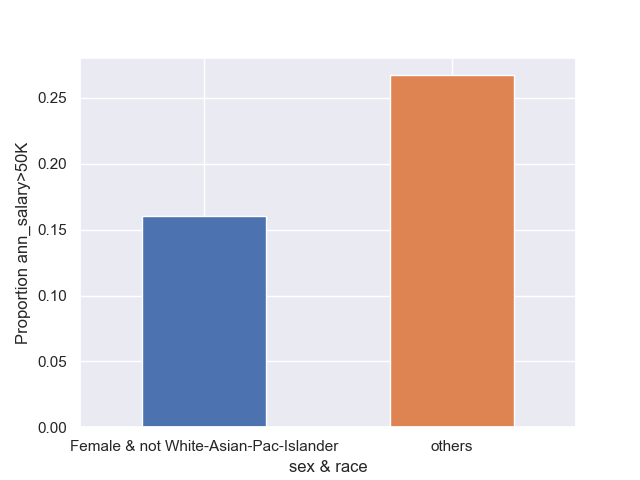 Proportion ann_salary>50K
0.25
0.20
0.15
0.10
0.05
0.00
Female & not White-Asian-Pac-Islander
others
sex & race